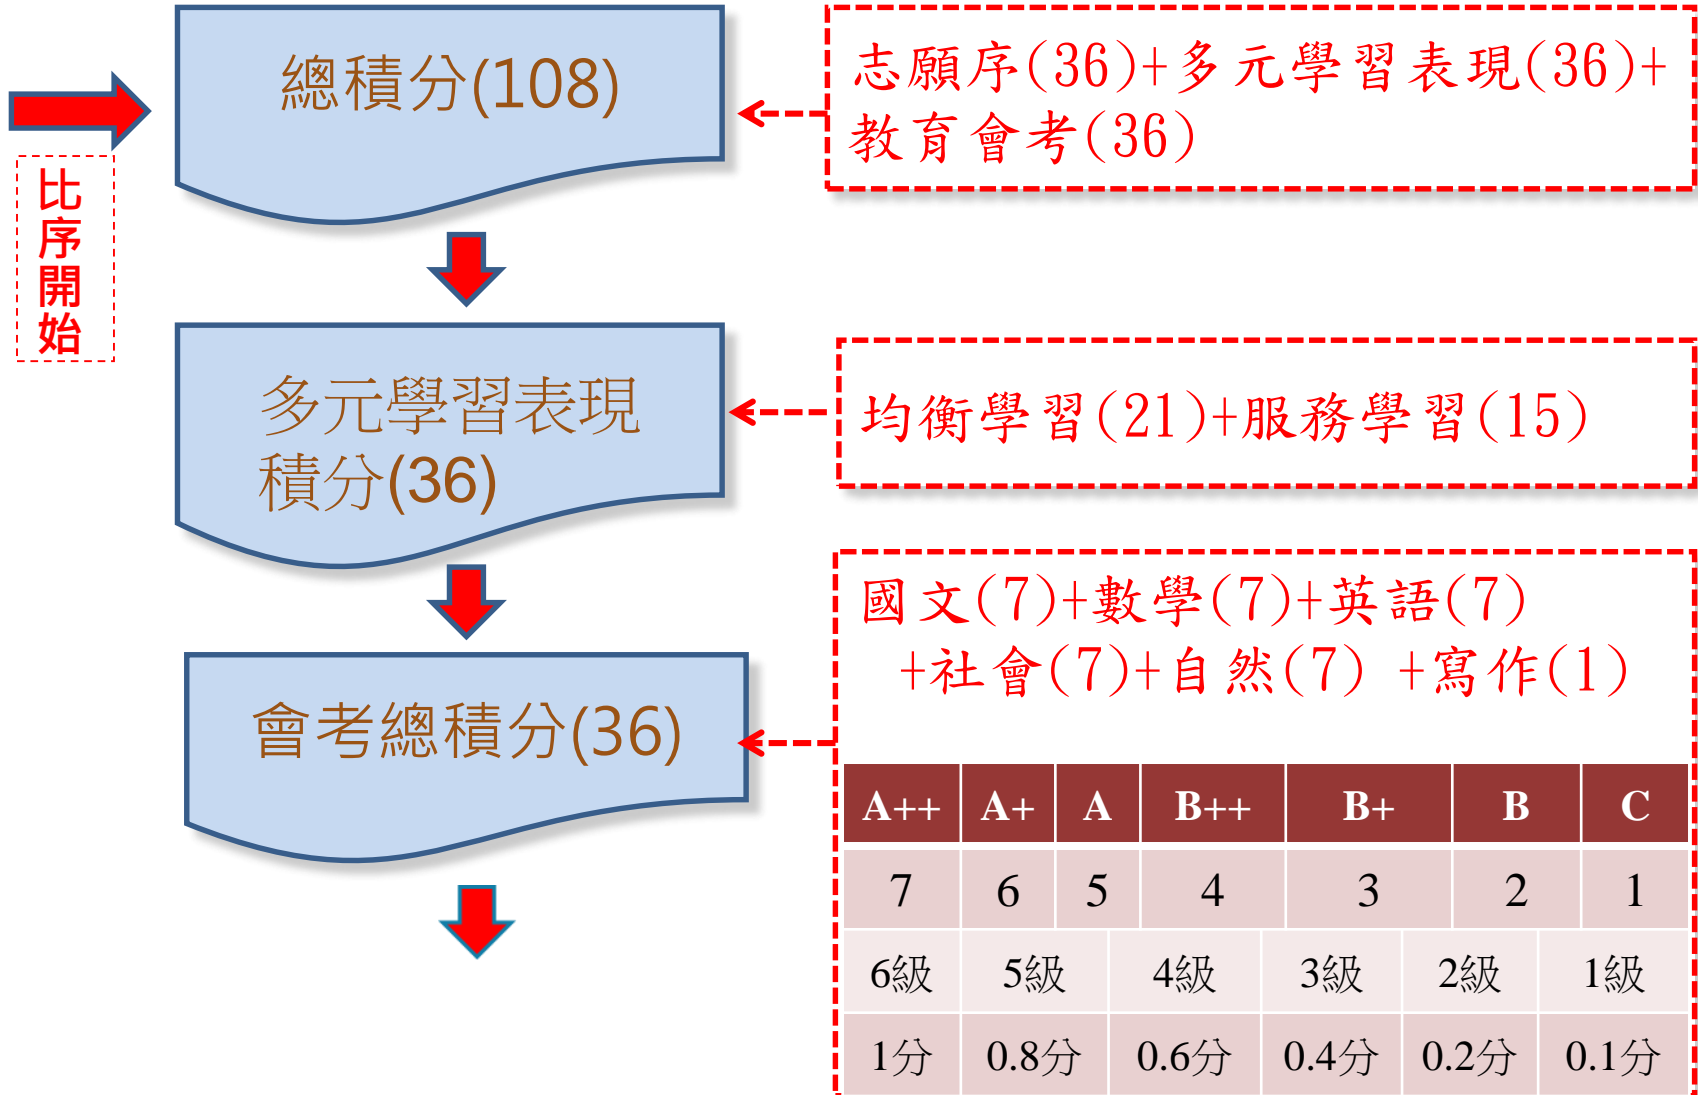 總積分(108)
志願序(36)+多元學習表現(36)+
教育會考(36)
比序開始
多元學習表現
積分(36)
均衡學習(21)+服務學習(15)
會考總積分(36)
國文(7)+數學(7)+英語(7)
+社會(7)+自然(7) +寫作(1)
A++ A+ A B++ B+ B C
7 6 5 4 3 2 1
6級 5級 4級 3級 2級 1級
1分 0.8分 0.6分 0.4分 0.2分 0.1分